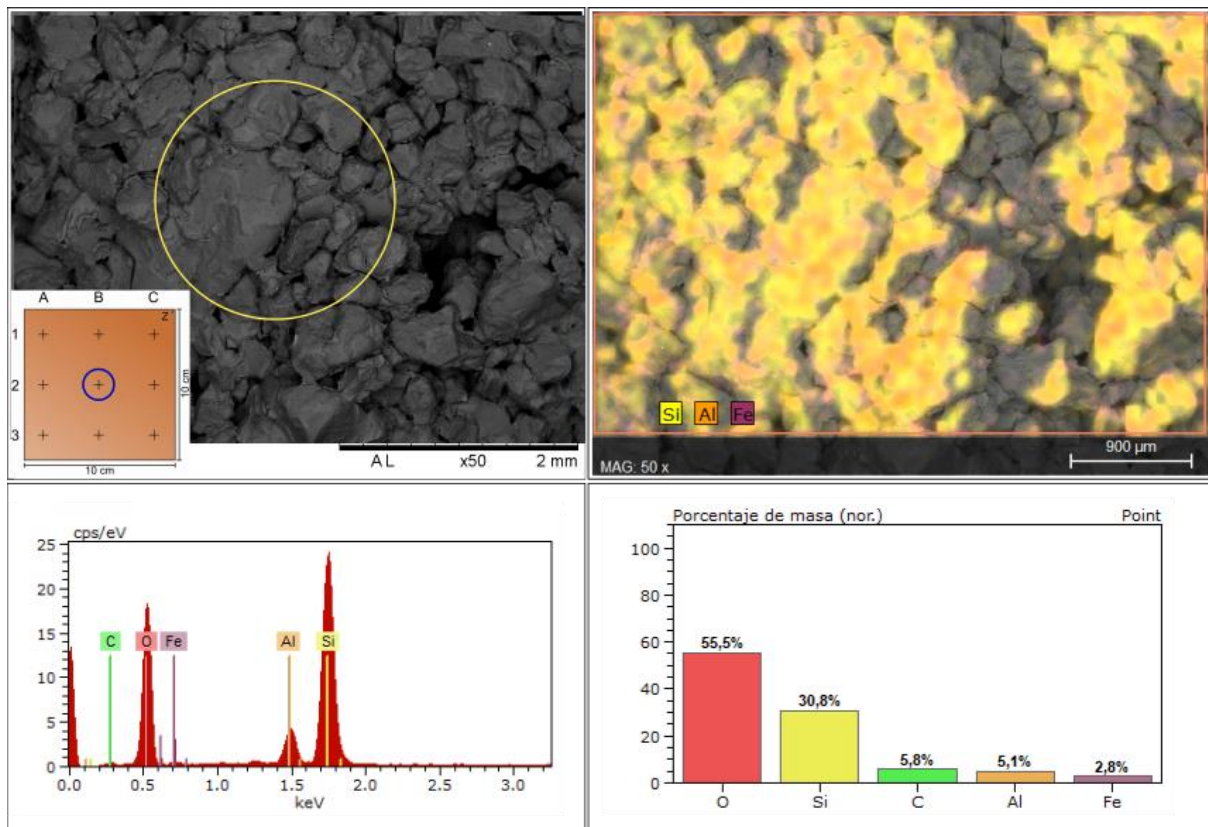 A B C
Z
1
2
3
10 cm
10 cm
A L x50 2 mm
Si Al Fe
900 µm
MAG: 50 x
cps/eV
25
20
15
10
5
0
C O Fe Al Si
0.0 0.5 1.0 1.5 2.0 2.5 3.0
keV
Porcentaje de masa (nor.) Point
100
80
60
40
20
0
55,5%
30,8%
5,8%
5,1%
2,8%
O Si C Al Fe